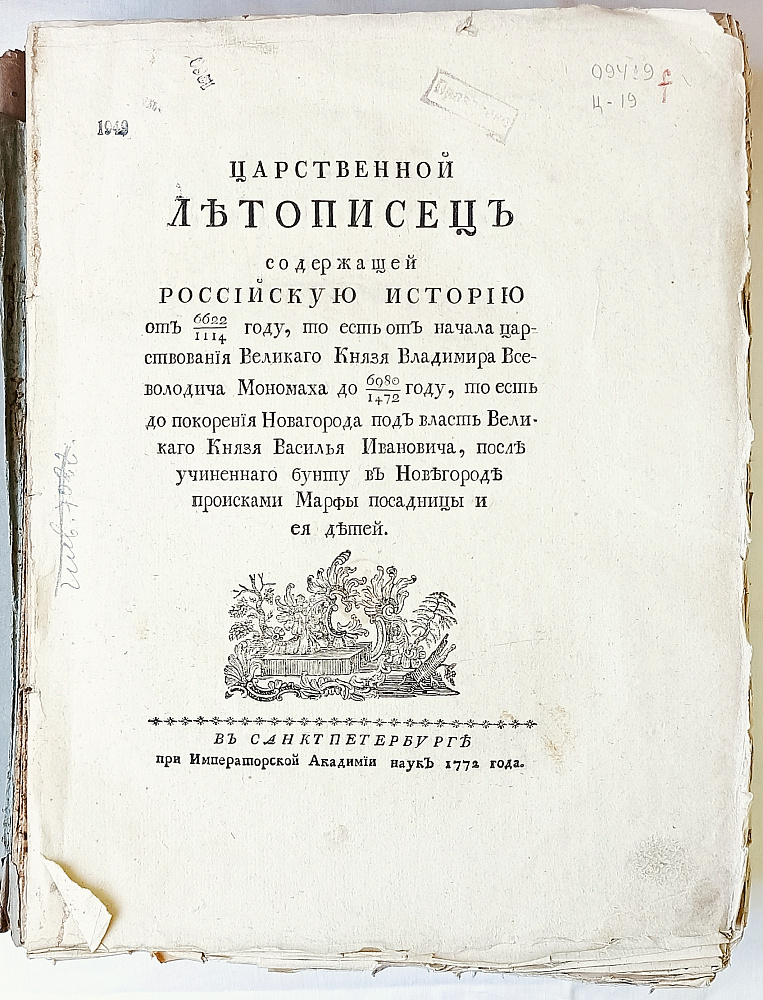 1949
09419
Ц-19
ЦАРСТВЕННОЙ
ЛѢТОПИСЕЦЪ
содержащей
РОССІЙСКУЮ ИСТОРІЮ
отъ 6622/1114 году, то есть отъ начала цар-
ствованія Великаго Князя Владимира Все-
володича Мономаха до 6980/1472 году, то есть
до покоренія Новагорода подъ власть Вели-
каго Князя Василья Ивановича, послѣ
учиненнаго бунту въ Новѣгородѣ
происками Марфы посадницы и
ея дѣтей.
ВЪ САНКТПЕТЕРБУРГѢ
при Императорской Академіи наукъ 1772 года.